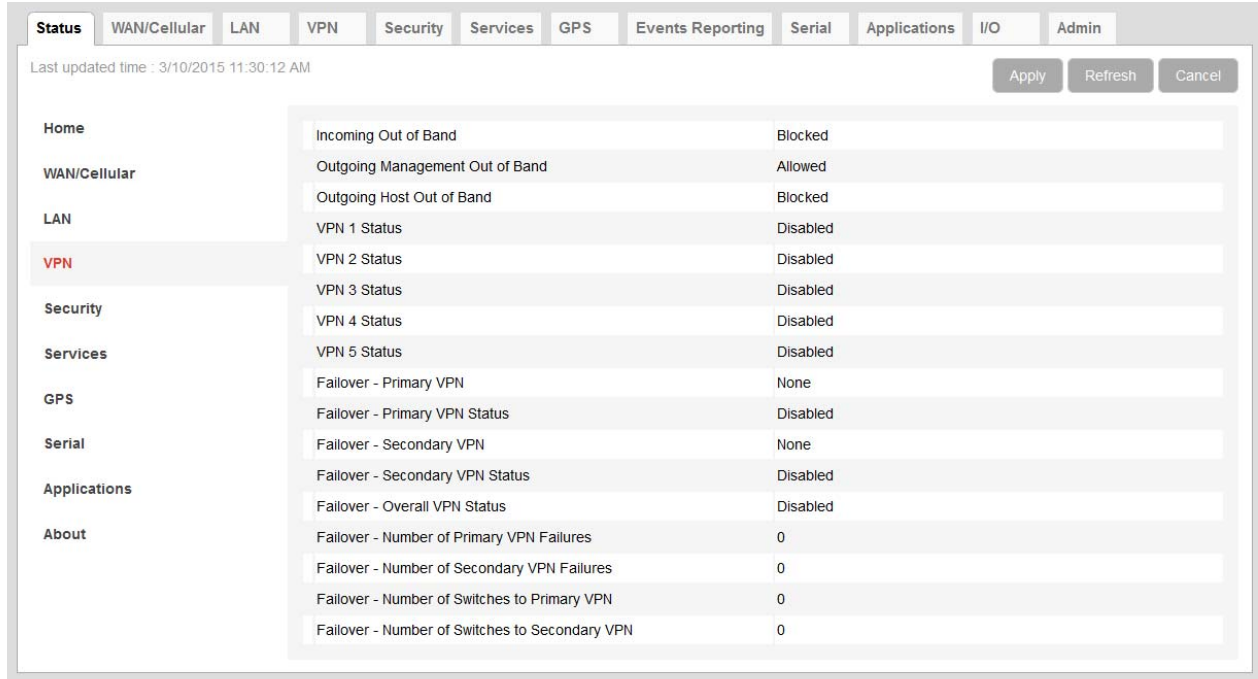 Status WAN/Cellular LAN VPN Security Services GPS Events Reporting Serial Applications I/O Admin
Last updated time : 3/10/2015 11:30:12 AM
Apply Refresh Cancel
Home
WAN/Cellular
LAN
VPN
Security
Services
GPS
Serial
Applications
About
Incoming Out of Band Blocked
Outgoing Management Out of Band Allowed
Outgoing Host Out of Band Blocked
VPN 1 Status Disabled
VPN 2 Status Disabled
VPN 3 Status Disabled
VPN 4 Status Disabled
VPN 5 Status Disabled
Failover - Primary VPN None
Failover - Primary VPN Status Disabled
Failover - Secondary VPN None
Failover - Secondary VPN Status Disabled
Failover - Overall VPN Status Disabled
Failover - Number of Primary VPN Failures 0
Failover - Number of Secondary VPN Failures 0
Failover - Number of Switches to Primary VPN 0
Failover - Number of Switches to Secondary VPN 0